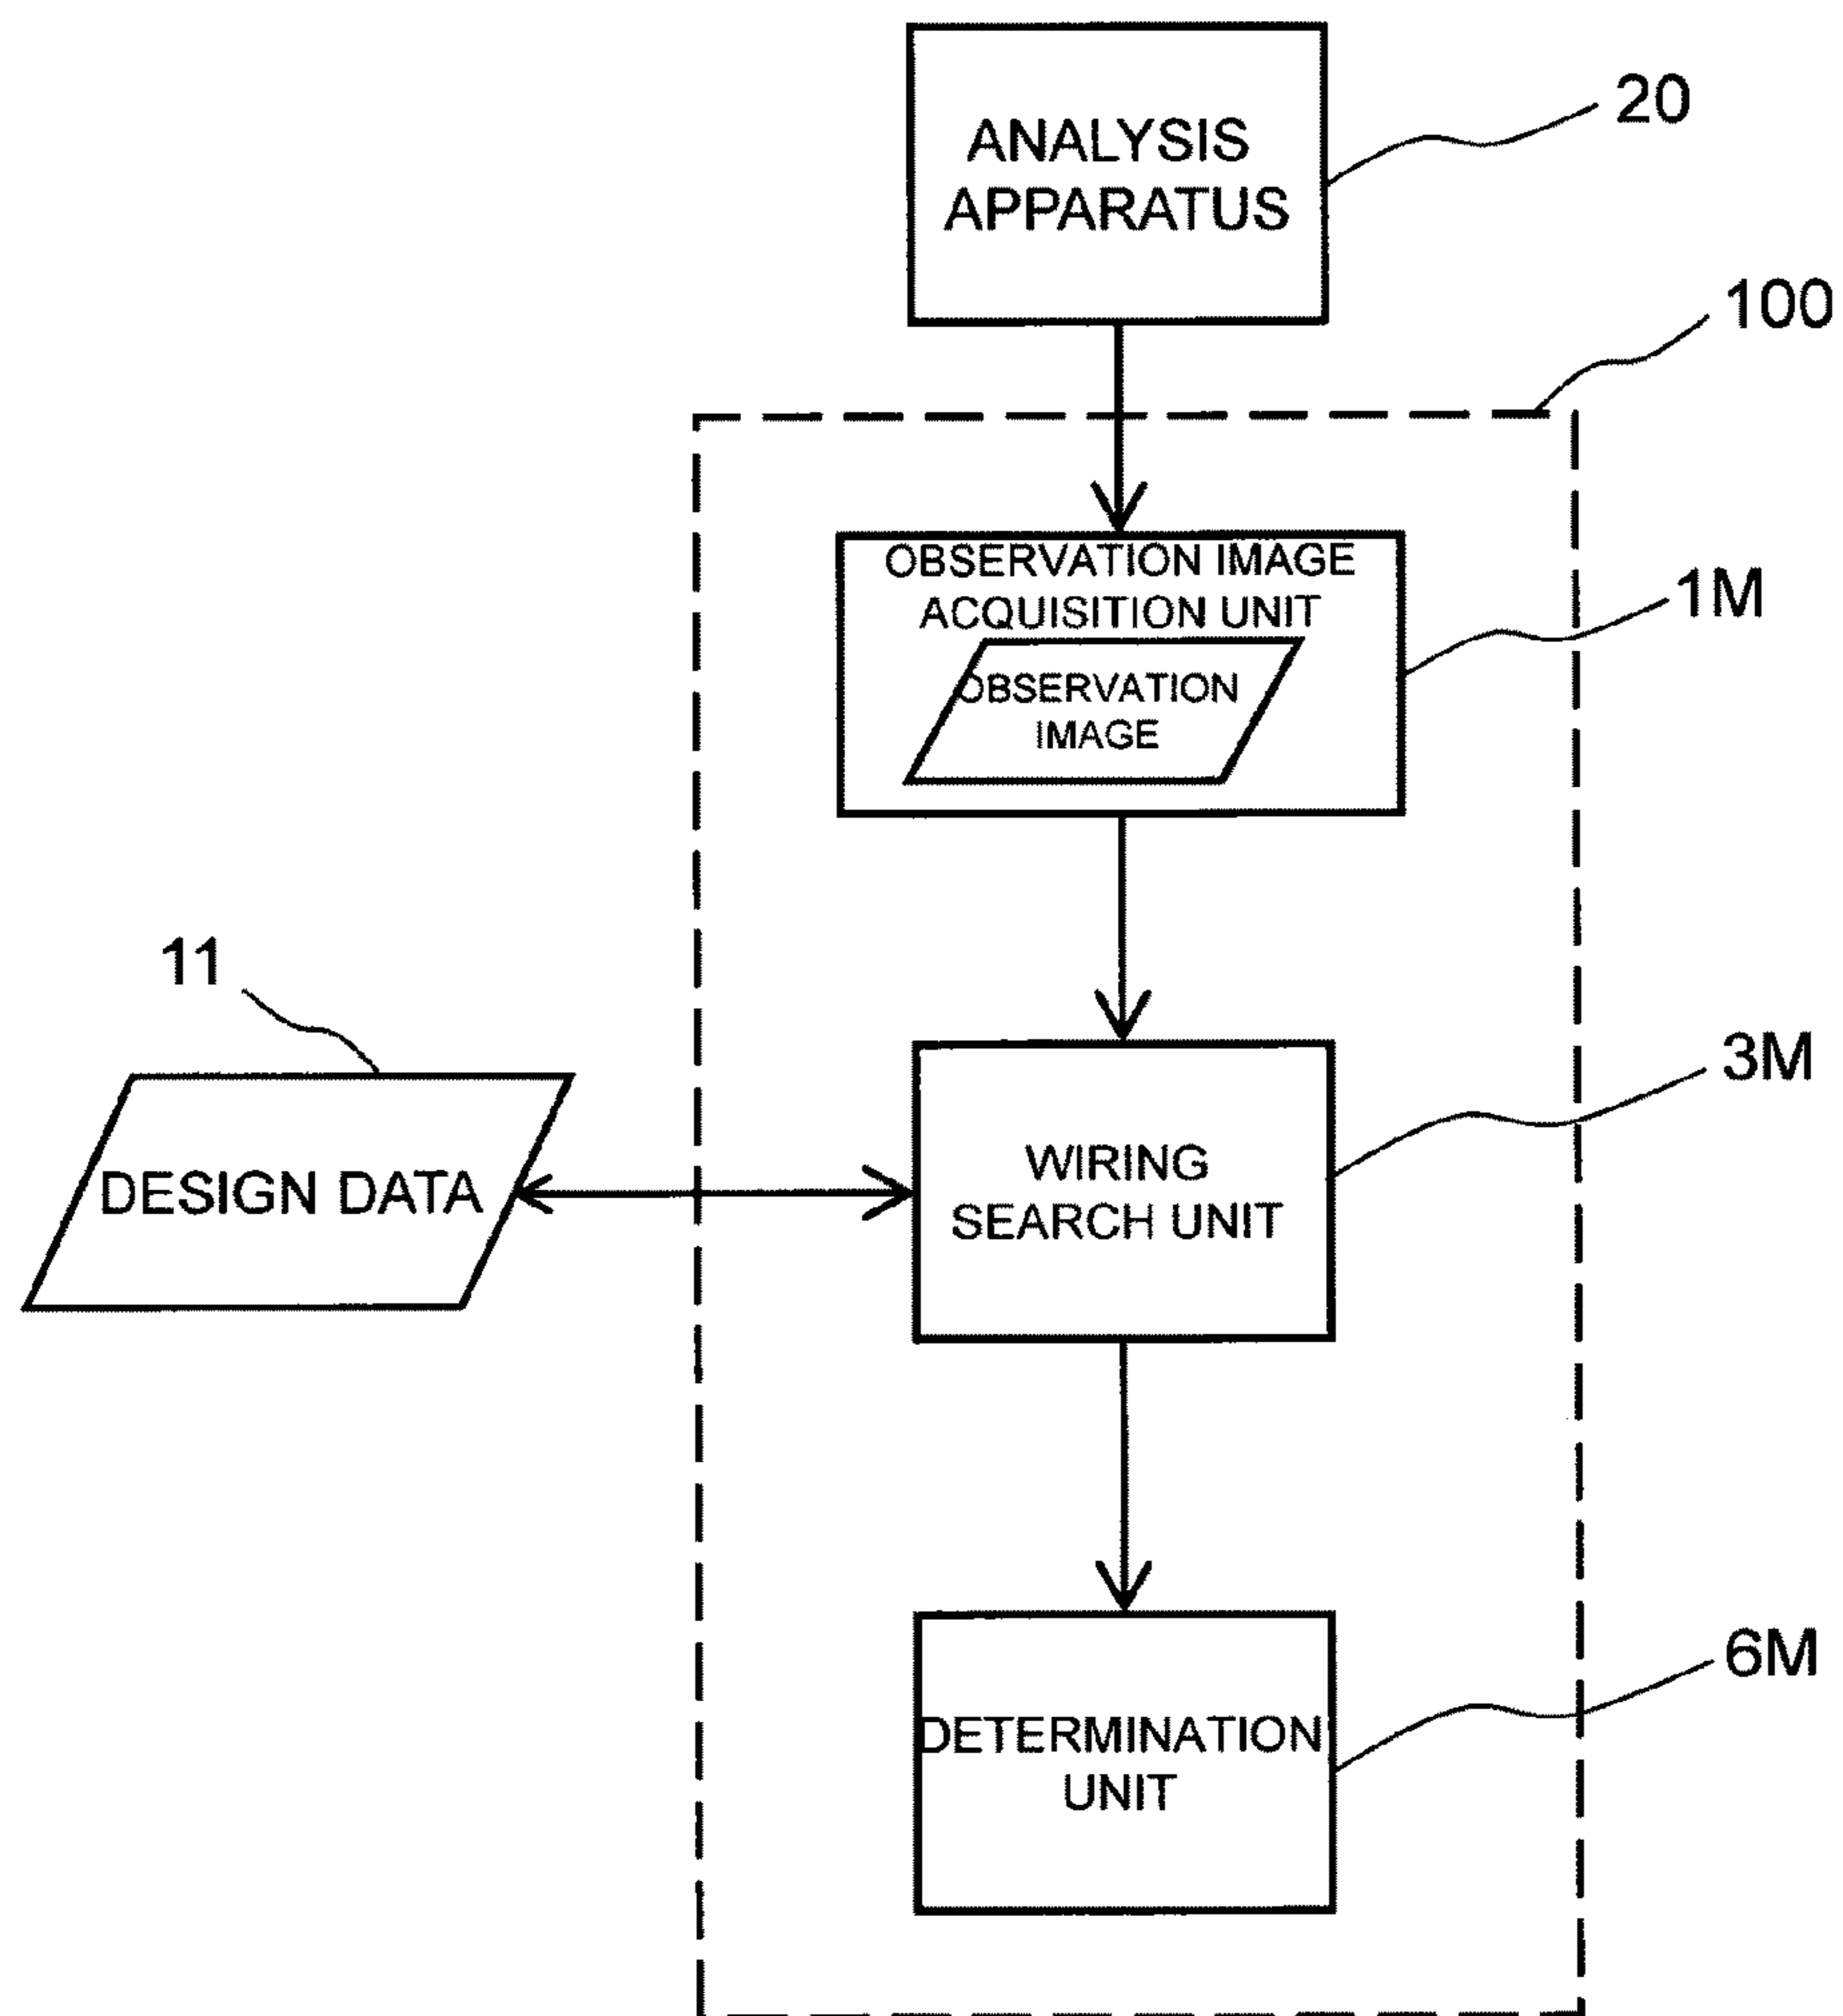 ANALYSIS
APPARATUS
20
100
OBSERVATION IMAGE
ACQUISITION UNIT
OBSERVATION
IMAGE
1M
11
DESIGN DATA
WIRING
SEARCH UNIT
3M
DETERMINATION
UNIT
6M